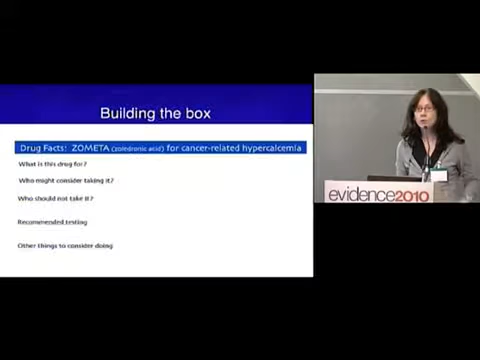 Building the box
Drug Facts: ZOMETA (zoledronic acid) for cancer-related hypercalcemia
What is this drug for?
Who might consider taking it?
Who should not take it?
Recommended testing
Other things to consider doing
evidence2010